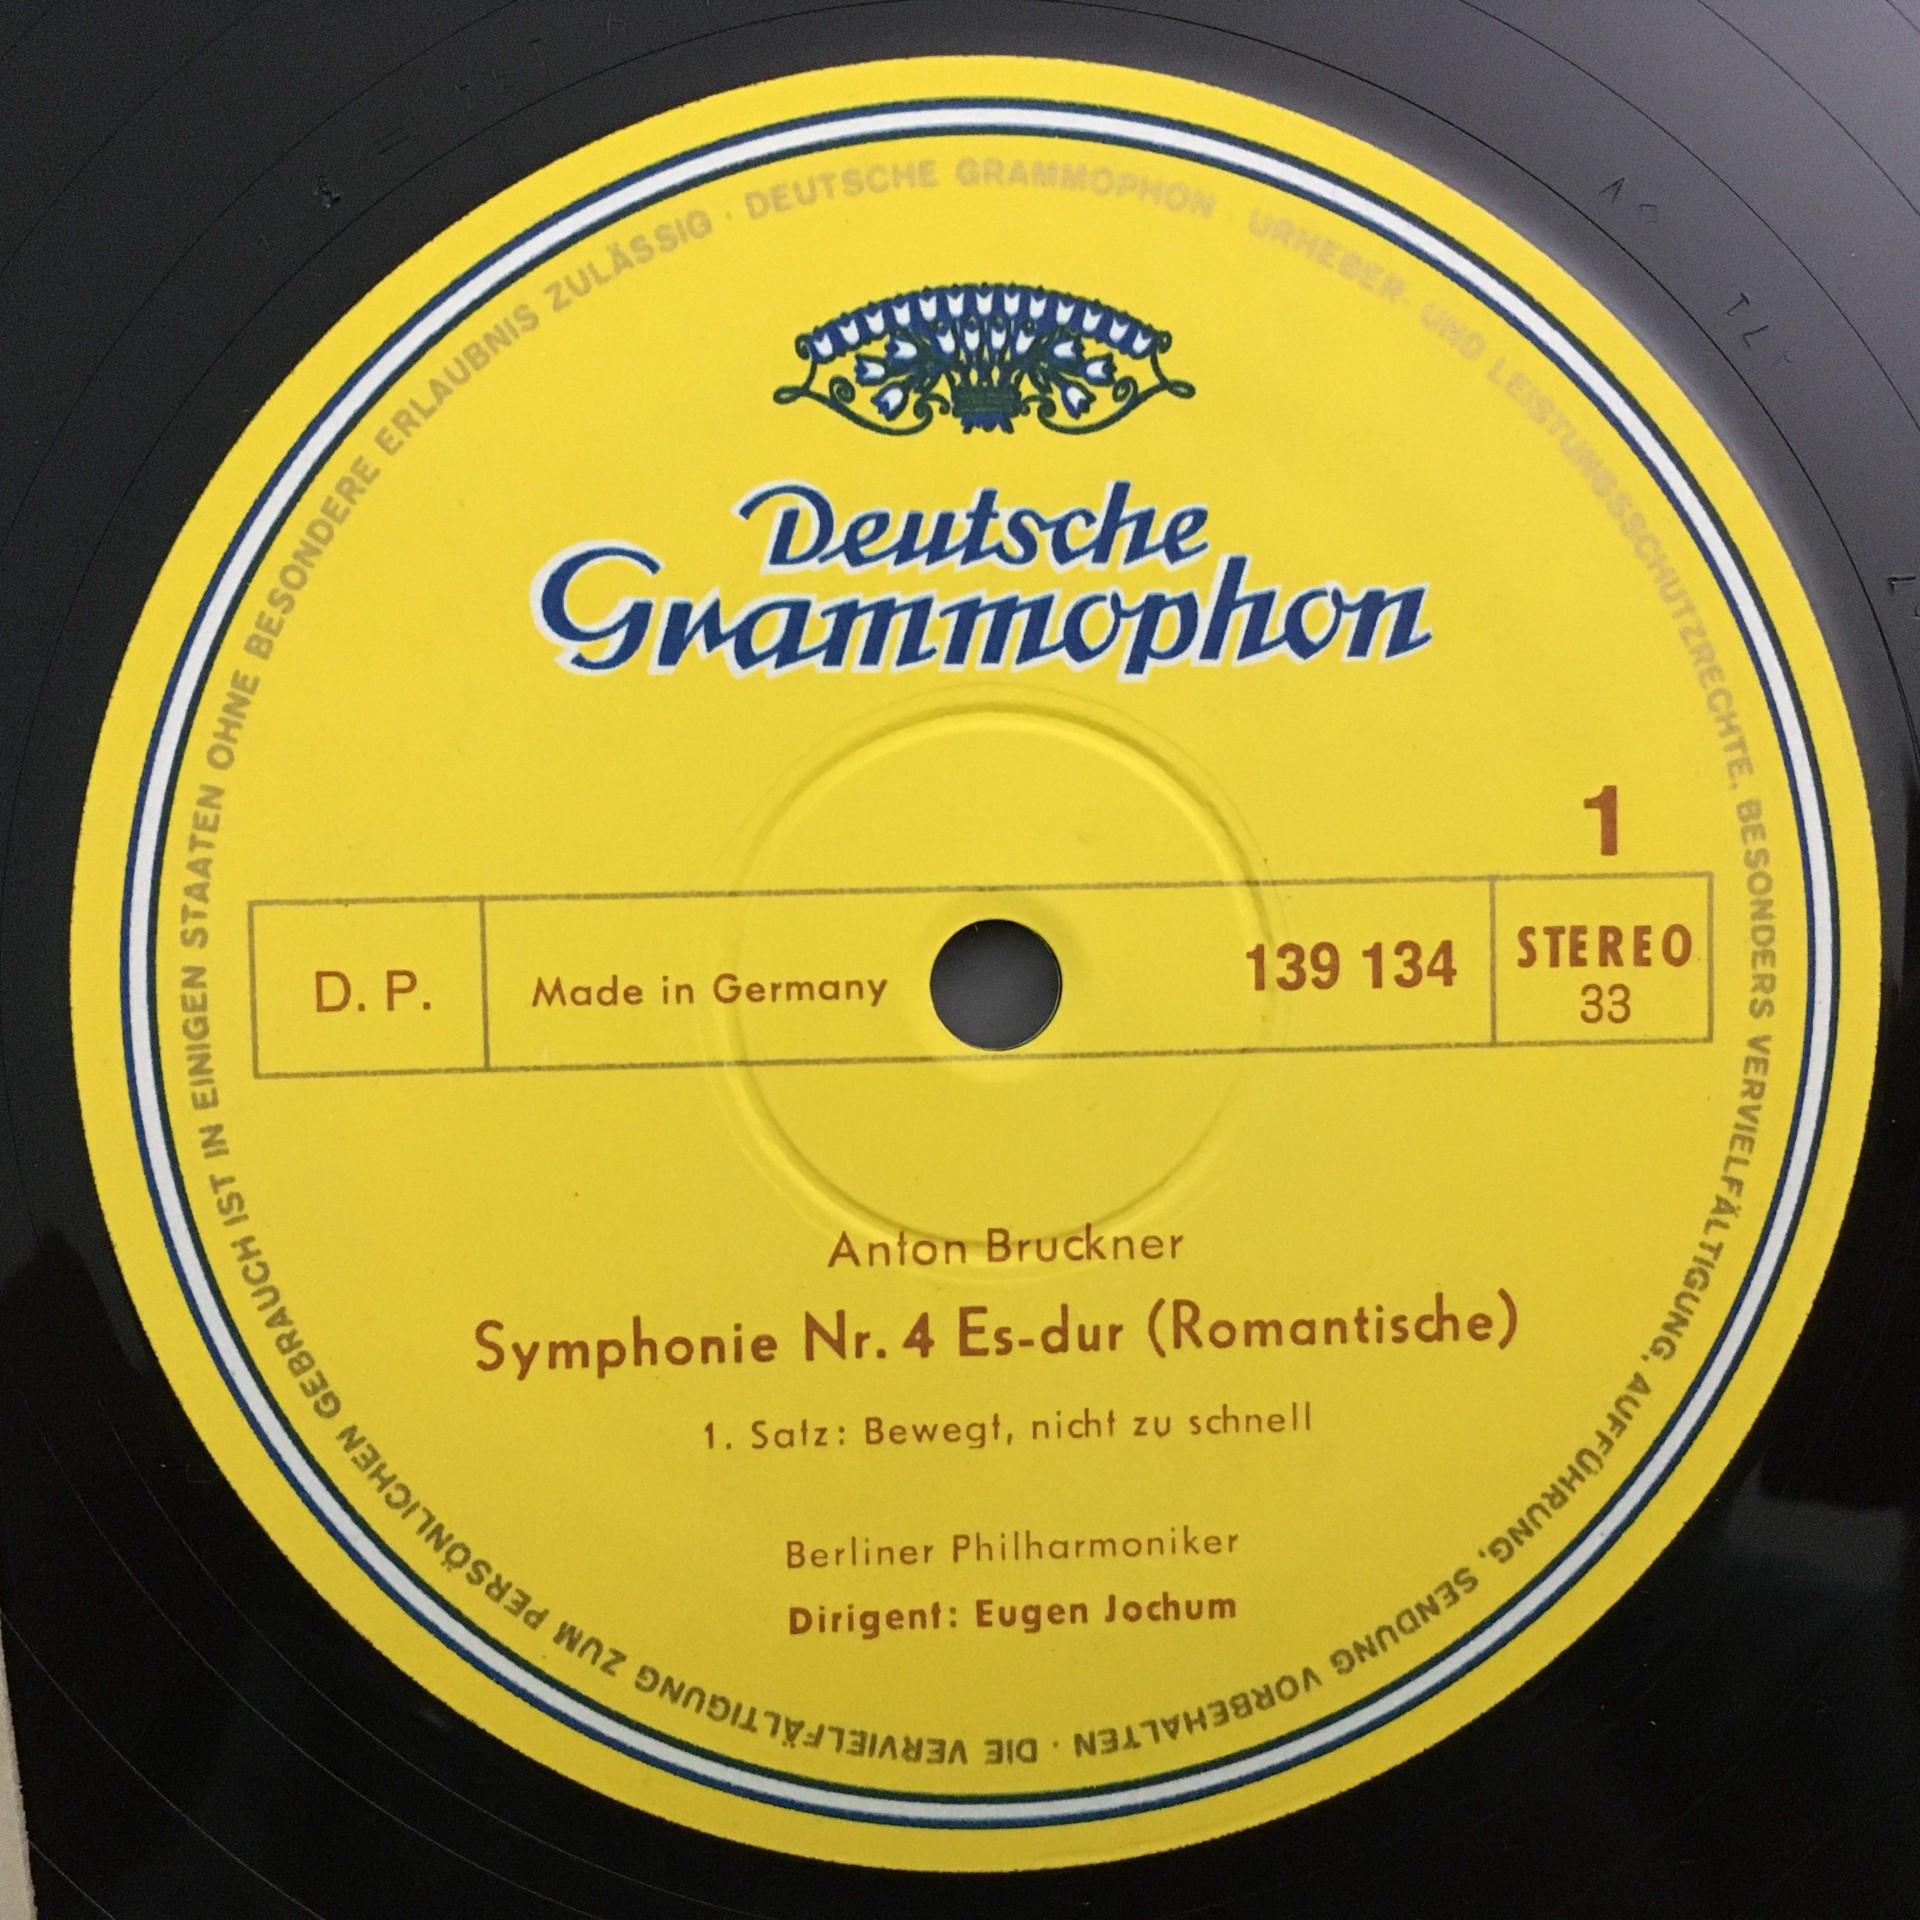 DEUTSCHE GRAMMOPHON · URHEBER- UND LEISTUNGSSCHUTZRECHTE, BESONDERS VERVIELFÄLTIGUNG, AUFFÜHRUNG, SENDUNG VORBEHALTEN · DIE VERVIELFÄLTIGUNG ZUM PERSÖNLICHEN GEBRAUCH IST IN EINIGEN STAATEN OHNE BESONDERE ERLAUBNIS ZULÄSSIG ·
Deutsche
Grammophon
1
D. P.
Made in Germany
139 134
STEREO
33
Anton Bruckner
Symphonie Nr. 4 Es-dur (Romantische)
1. Satz: Bewegt, nicht zu schnell
Berliner Philharmoniker
Dirigent: Eugen Jochum